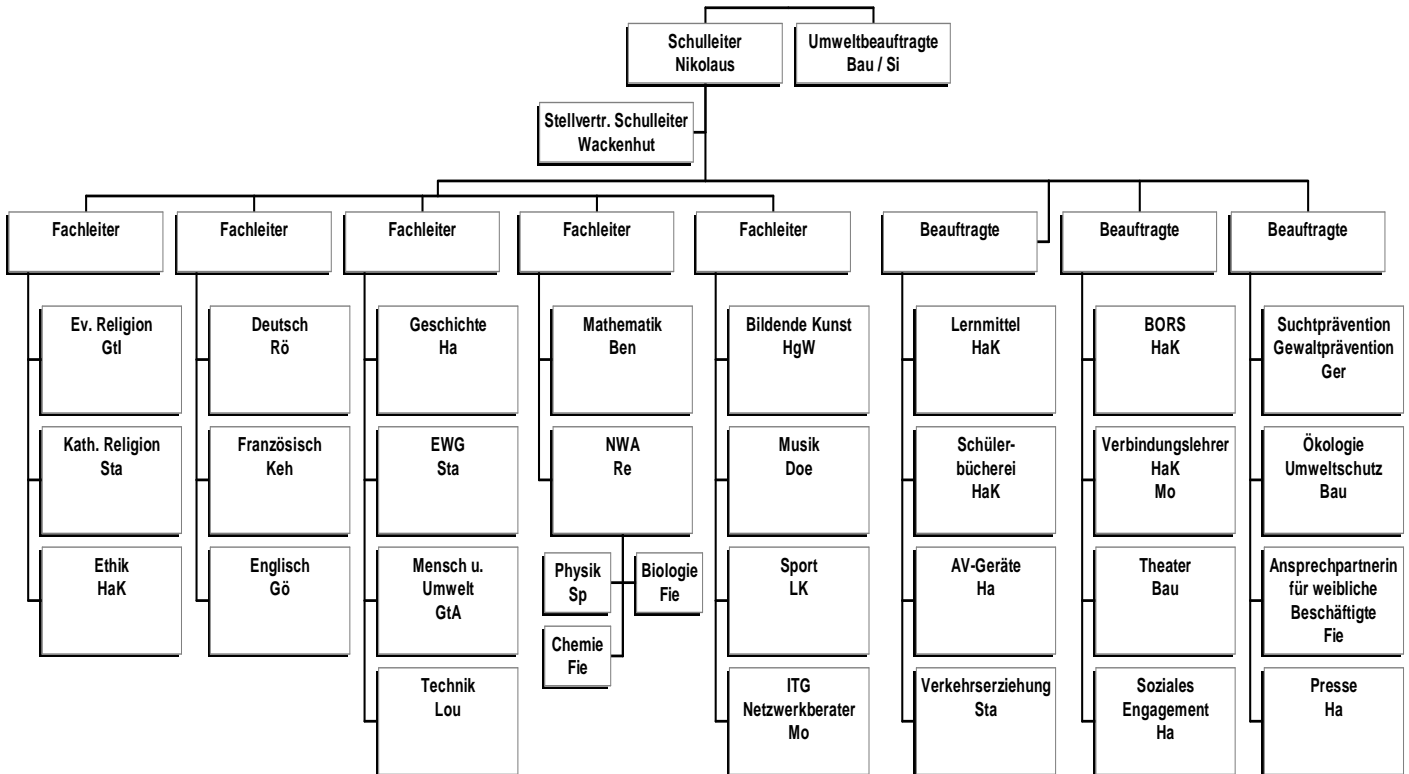 Schulleiter
Nikolaus
Umweltbeauftragte
Bau / Si
Stellvertr. Schulleiter
Wackenhut
Fachleiter
Ev. Religion
Gtl
Kath. Religion
Sta
Ethik
HaK
Fachleiter
Deutsch
Rö
Französisch
Keh
Englisch
Gö
Fachleiter
Geschichte
Ha
EWG
Sta
Mensch u.
Umwelt
GtA
Technik
Lou
Fachleiter
Mathematik
Ben
NWA
Re
Physik
Sp
Biologie
Fie
Chemie
Fie
Fachleiter
Bildende Kunst
HgW
Musik
Doe
Sport
LK
ITG
Netzwerkberater
Mo
Beauftragte
Lernmittel
HaK
Schüler-
bücherei
HaK
AV-Geräte
Ha
Verkehrserziehung
Sta
Beauftragte
BORS
HaK
Verbindungslehrer
HaK
Mo
Theater
Bau
Soziales
Engagement
Ha
Beauftragte
Suchtprävention
Gewaltprävention
Ger
Ökologie
Umweltschutz
Bau
Ansprechpartnerin
für weibliche
Beschäftigte
Fie
Presse
Ha